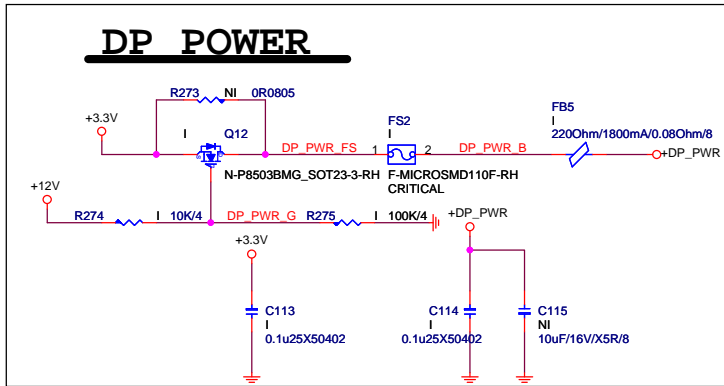 DP POWER
R273 NI 0R0805
+3.3V
I Q12
DP_PWR_FS
1 FS2 I 2
DP_PWR_B
FB5
I
220Ohm/1800mA/0.08Ohm/8
+DP_PWR
N-P8503BMG_SOT23-3-RH
F-MICROSMD110F-RH
CRITICAL
+12V
R274 I 10K/4
DP_PWR_G
R275 I 100K/4
+3.3V
+DP_PWR
C113
I
0.1u25X50402
C114
I
0.1u25X50402
C115
NI
10uF/16V/X5R/8